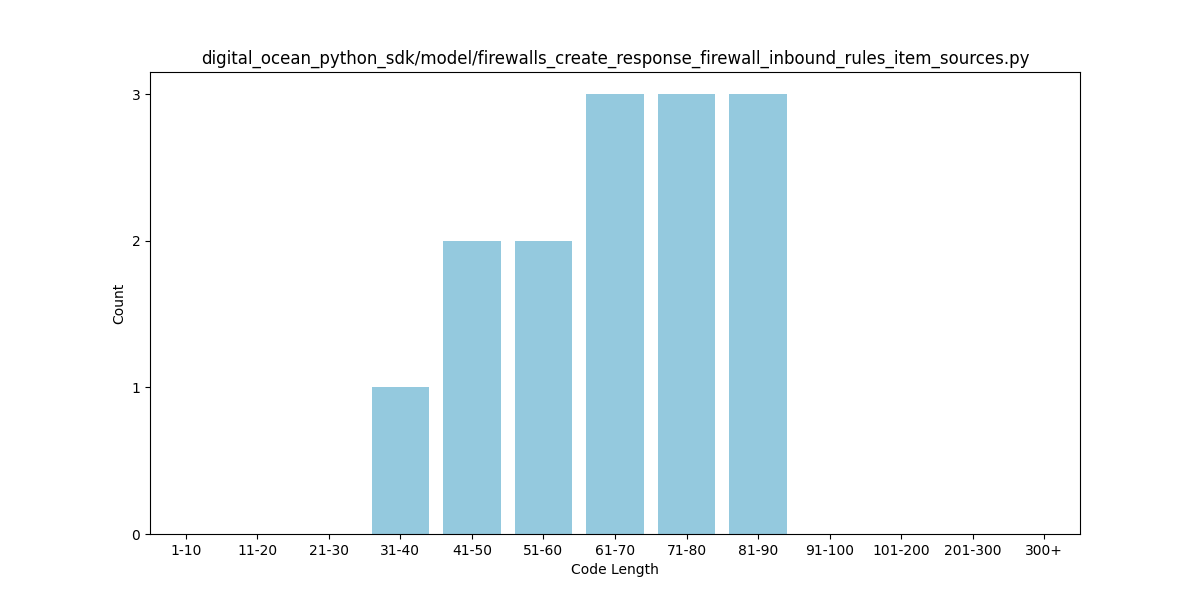 digital_ocean_python_sdk/model/firewalls_create_response_firewall_inbound_rules_item_sources.py
3
2
1
0
Count
1-10 11-20 21-30 31-40 41-50 51-60 61-70 71-80 81-90 91-100 101-200 201-300 300+
Code Length